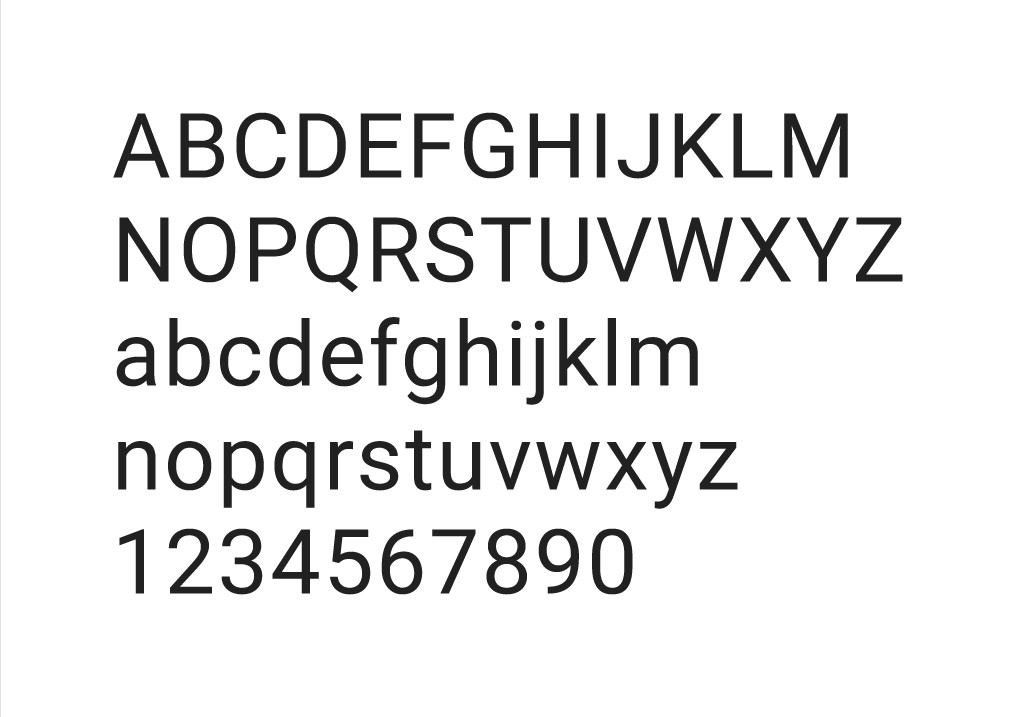 ABCDEFGHIJKLM
NOPQRSTUVWXYZ
abcdefghijklm
nopqrstuvwxyz
1234567890